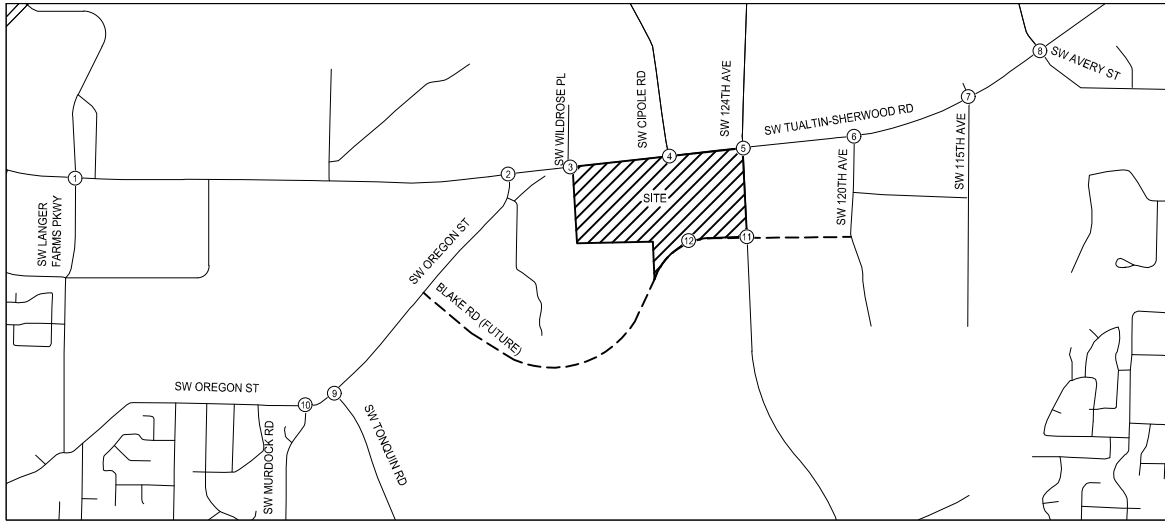 8
SW AVERY ST
7
SW TUALTIN-SHERWOOD RD
SW WILDROSE PL
SW CIPOLE RD
SW 124TH AVE
6
5
4
3
2
1
SW 115TH AVE
SW 120TH AVE
SITE
SW LANGER
FARMS PKWY
SW OREGON ST
12
11
BLAKE RD (FUTURE)
SW OREGON ST
10
9
SW MURDOCK RD
SW TONQUIN RD